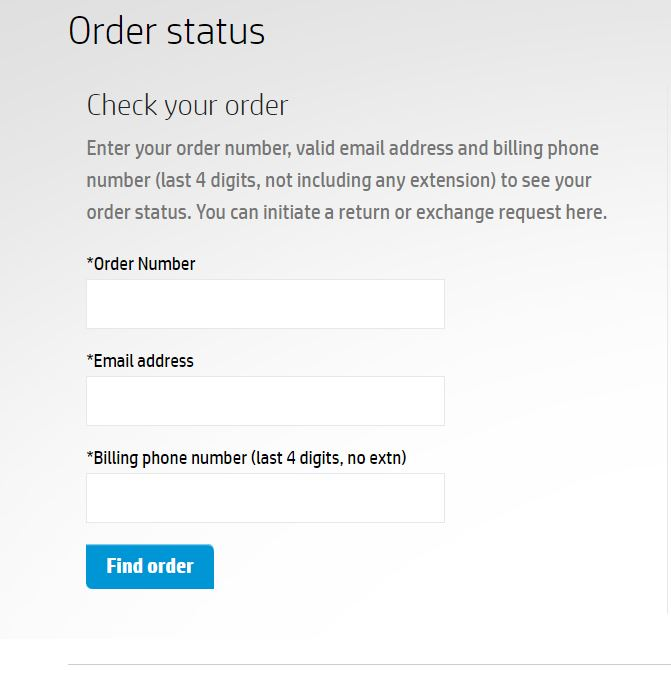 Order status
Check your order
Enter your order number, valid email address and billing phone
number (last 4 digits, not including any extension) to see your
order status. You can initiate a return or exchange request here.
*Order Number
*Email address
*Billing phone number (last 4 digits, no extn)
Find order